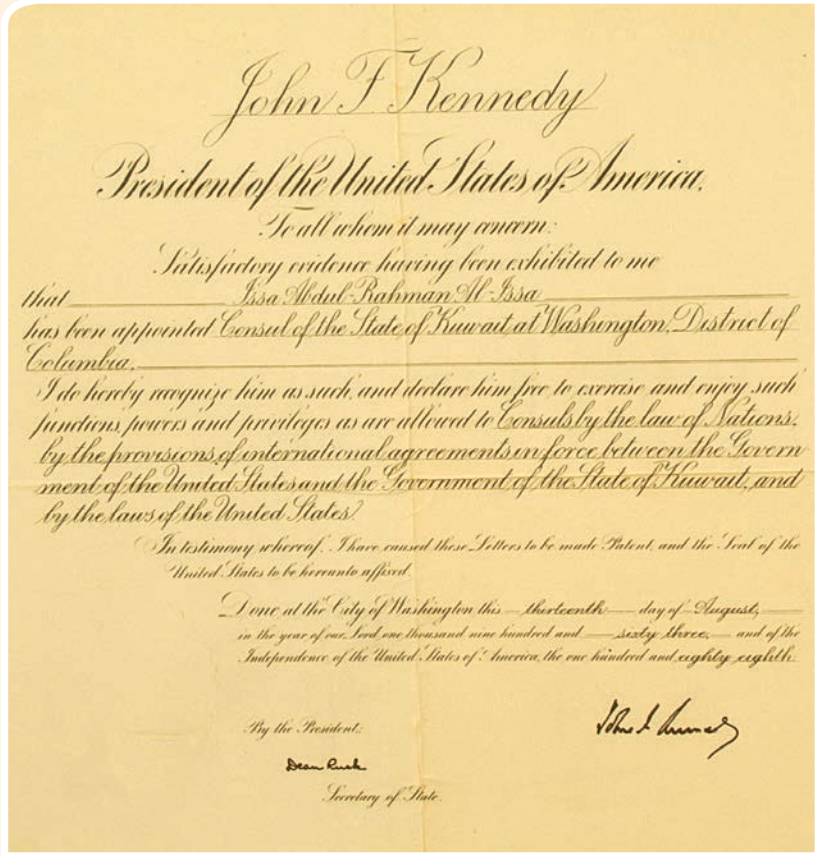 John F Kennedy
President of the United States of America.
To all whom it may concern:
Satisfactory evidence having been exhibited to me
that Issa Abdul-Rahman Al-Issa
has been appointed Consul of the State of Kuwait, at Washington, District of
Columbia,
I do hereby recognize him as such, and declare him free to exercise and enjoy such
functions, powers and privileges as are allowed to Consuls by the law of Nations,
by the provisions of international agreements in force between the Govern
ment of the United States and the Government of the State of Kuwait, and
by the laws of the United States.
In testimony whereof, I have caused these Letters to be made Patent, and the Seal of the
United States to be hereunto affixed.
Done at the City of Washington this thirteenth day of August,
in the year of our Lord one thousand nine hundred and sixty three, and of the
Independence of the United States of America, the one hundred and eighty eighth.
John F. Kennedy
By the President:
Dean Rusk
Secretary of State.